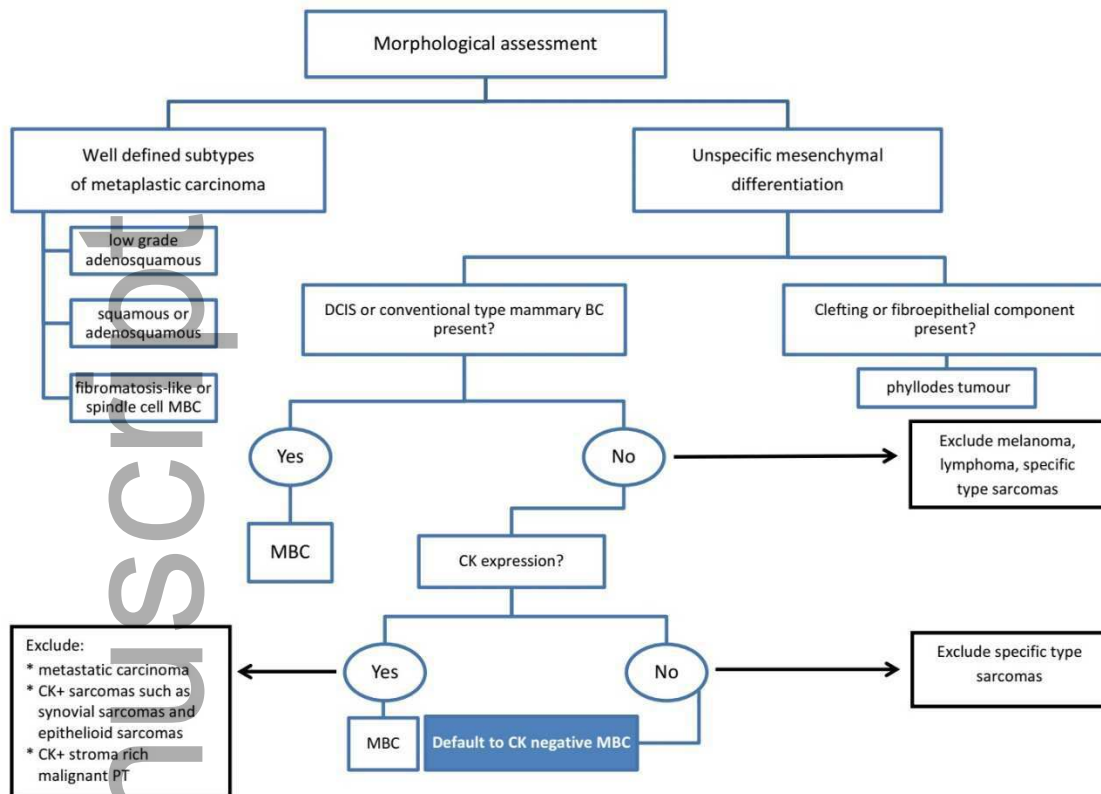 Morphological assessment
Well defined subtypes
of metaplastic carcinoma
Unspecific mesenchymal
differentiation
low grade
adenosquamous
squamous or
adenosquamous
fibromatosis-like or
spindle cell MBC
DCIS or conventional type mammary BC
present?
Clefting or fibroepithelial component
present?
phyllodes tumour
Yes
No
Exclude melanoma,
lymphoma, specific
type sarcomas
MBC
CK expression?
Exclude:
* metastatic carcinoma
* CK+ sarcomas such as
synovial sarcomas and
epithelioid sarcomas
* CK+ stroma rich
malignant PT
Yes
No
Exclude specific type
sarcomas
MBC
Default to CK negative MBC
nuscript